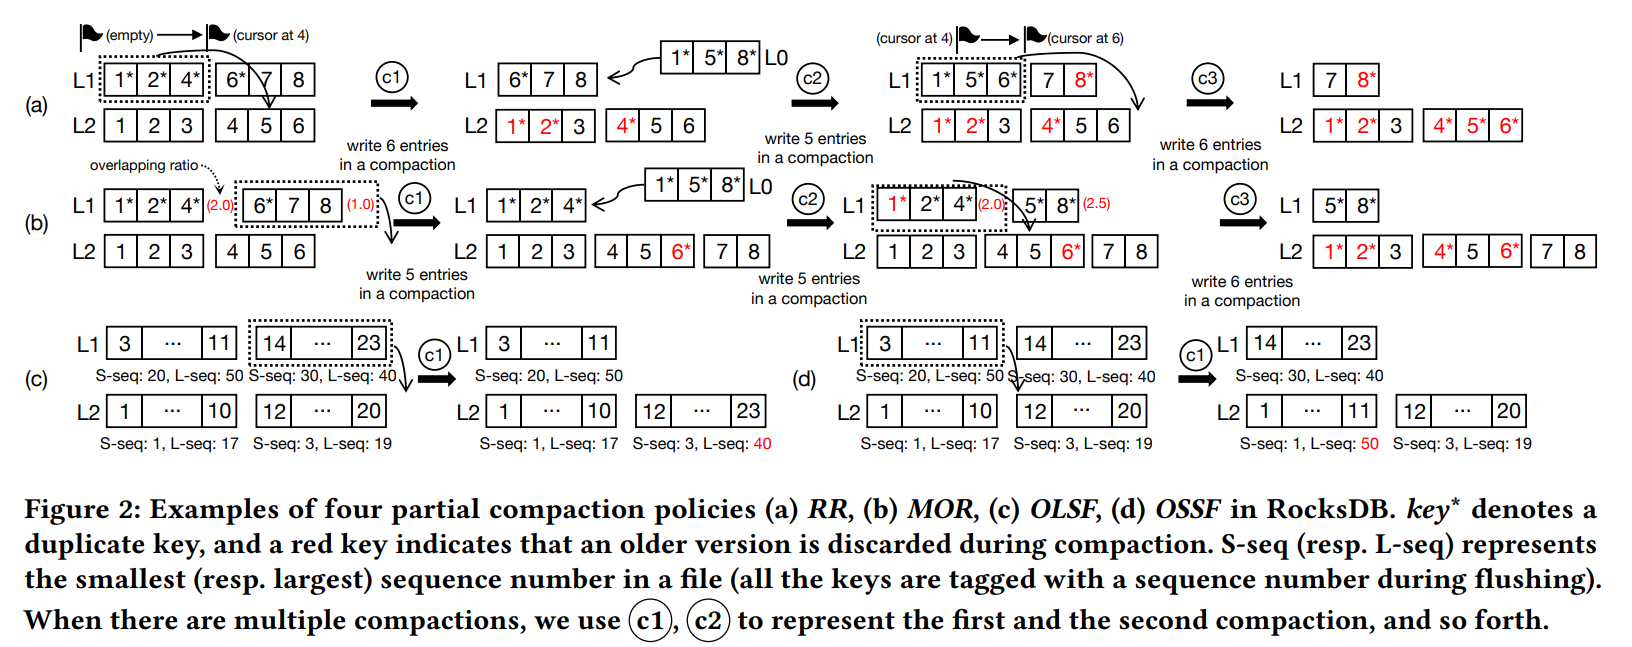 (empty) (cursor at 4) (cursor at 4) (cursor at 6)
1* 5* 8* L0
L1 1* 2* 4* 6* 7 8 c1 L1 6* 7 8 c2 L1 1* 5* 6* 7 8* c3 L1 7 8*
(a)
L2 1 2 3 4 5 6 L2 1* 2* 3 4* 5 6 L2 1* 2* 3 4* 5 6 L2 1* 2* 3 4* 5* 6*
write 6 entries write 5 entries write 6 entries
in a compaction in a compaction in a compaction
overlapping ratio
1* 5* 8* L0
L1 1* 2* 4* (2.0) 6* 7 8 (1.0) c1 L1 1* 2* 4* c2 L1 1* 2* 4* (2.0) 5* 8* (2.5) c3 L1 5* 8*
(b)
L2 1 2 3 4 5 6 L2 1 2 3 4 5 6* 7 8 L2 1 2 3 4 5 6* 7 8 L2 1* 2* 3 4* 5 6* 7 8
write 5 entries write 5 entries write 6 entries
in a compaction in a compaction in a compaction
L1 3 ... 11 14 ... 23 c1 L1 3 ... 11 L1 3 ... 11 14 ... 23 c1 L1 14 ... 23
(c) S-seq: 20, L-seq: 50 S-seq: 30, L-seq: 40 S-seq: 20, L-seq: 50 (d) S-seq: 20, L-seq: 50 S-seq: 30, L-seq: 40 S-seq: 30, L-seq: 40
L2 1 ... 10 12 ... 20 L2 1 ... 10 12 ... 23 L2 1 ... 10 12 ... 20 L2 1 ... 11 12 ... 20
S-seq: 1, L-seq: 17 S-seq: 3, L-seq: 19 S-seq: 1, L-seq: 17 S-seq: 3, L-seq: 40 S-seq: 1, L-seq: 17 S-seq: 3, L-seq: 19 S-seq: 1, L-seq: 50 S-seq: 3, L-seq: 19
Figure 2: Examples of four partial compaction policies (a) RR, (b) MOR, (c) OLSF, (d) OSSF in RocksDB. key* denotes a
duplicate key, and a red key indicates that an older version is discarded during compaction. S-seq (resp. L-seq) represents
the smallest (resp. largest) sequence number in a file (all the keys are tagged with a sequence number during flushing).
When there are multiple compactions, we use c1, c2 to represent the first and the second compaction, and so forth.